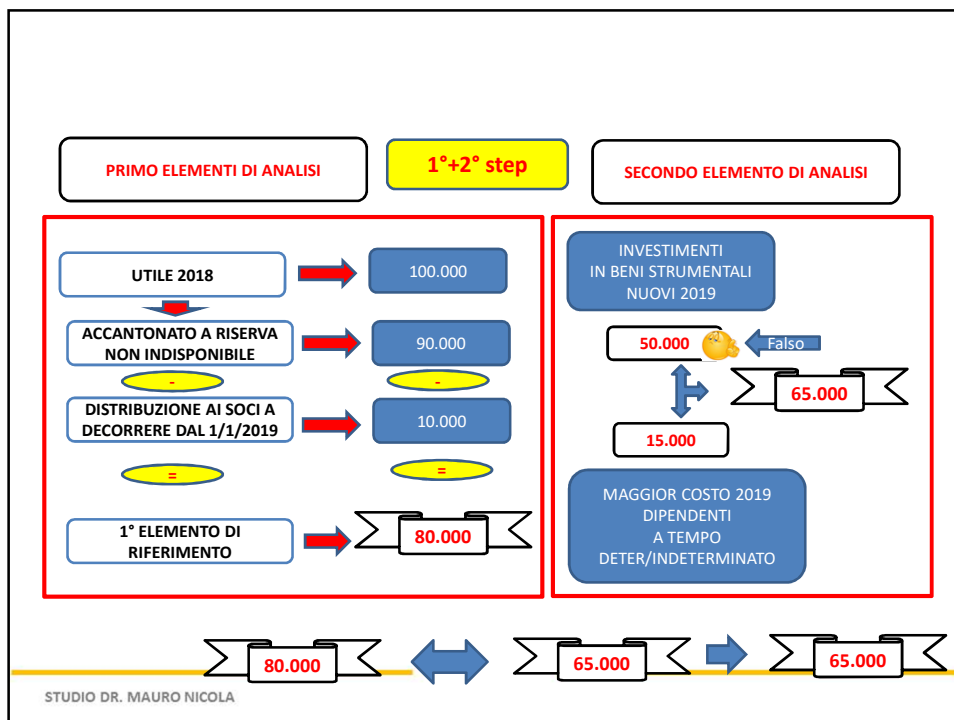 PRIMO ELEMENTI DI ANALISI
1°+2° step
SECONDO ELEMENTO DI ANALISI
UTILE 2018
100.000
ACCANTONATO A RISERVA
NON INDISPONIBILE
90.000
-
-
DISTRIBUZIONE AI SOCI A
DECORRERE DAL 1/1/2019
10.000
=
=
1° ELEMENTO DI
RIFERIMENTO
80.000
INVESTIMENTI
IN BENI STRUMENTALI
NUOVI 2019
50.000
Falso
65.000
15.000
MAGGIOR COSTO 2019
DIPENDENTI
A TEMPO
DETER/INDETERMINATO
80.000
65.000
65.000
STUDIO DR. MAURO NICOLA